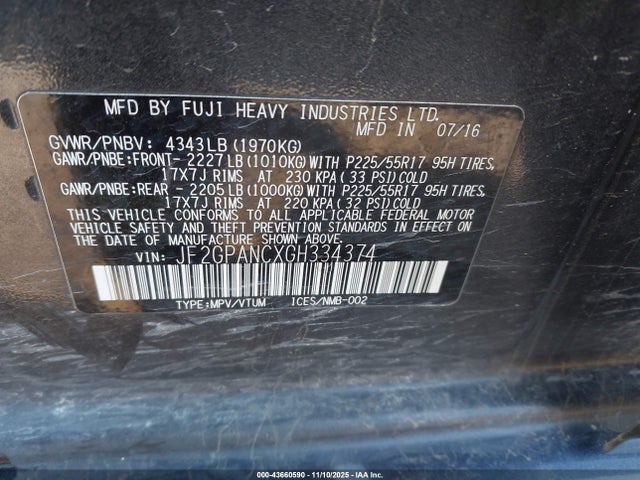 MFD BY FUJI HEAVY INDUSTRIES LTD.
MFD IN 07/16
GVWR/PNBV: 4343LB (1970KG)
GAWR/PNBE:FRONT- 2227LB(1010KG)WITH P225/55R17 95H TIRES,
17X7J RIMS AT 230 KPA( 33 PSI)COLD
GAWR/PNBE:REAR - 2205LB(1000KG)WITH P225/55R17 95H TIRES,
17X7J RIMS AT 220 KPA( 32 PSI)COLD
THIS VEHICLE CONFORMS TO ALL APPLICABLE FEDERAL MOTOR
VEHICLE SAFETY AND THEFT PREVENTION STANDARDS
IN EFFECT ON THE DATE OF MANUFACTURE SHOWN ABOVE.
VIN: JF2GPANCXGH334374
TYPE:MPV/VTUM ICES/NMB-002
000-43660590 - 11/10/2025 - IAA Inc.